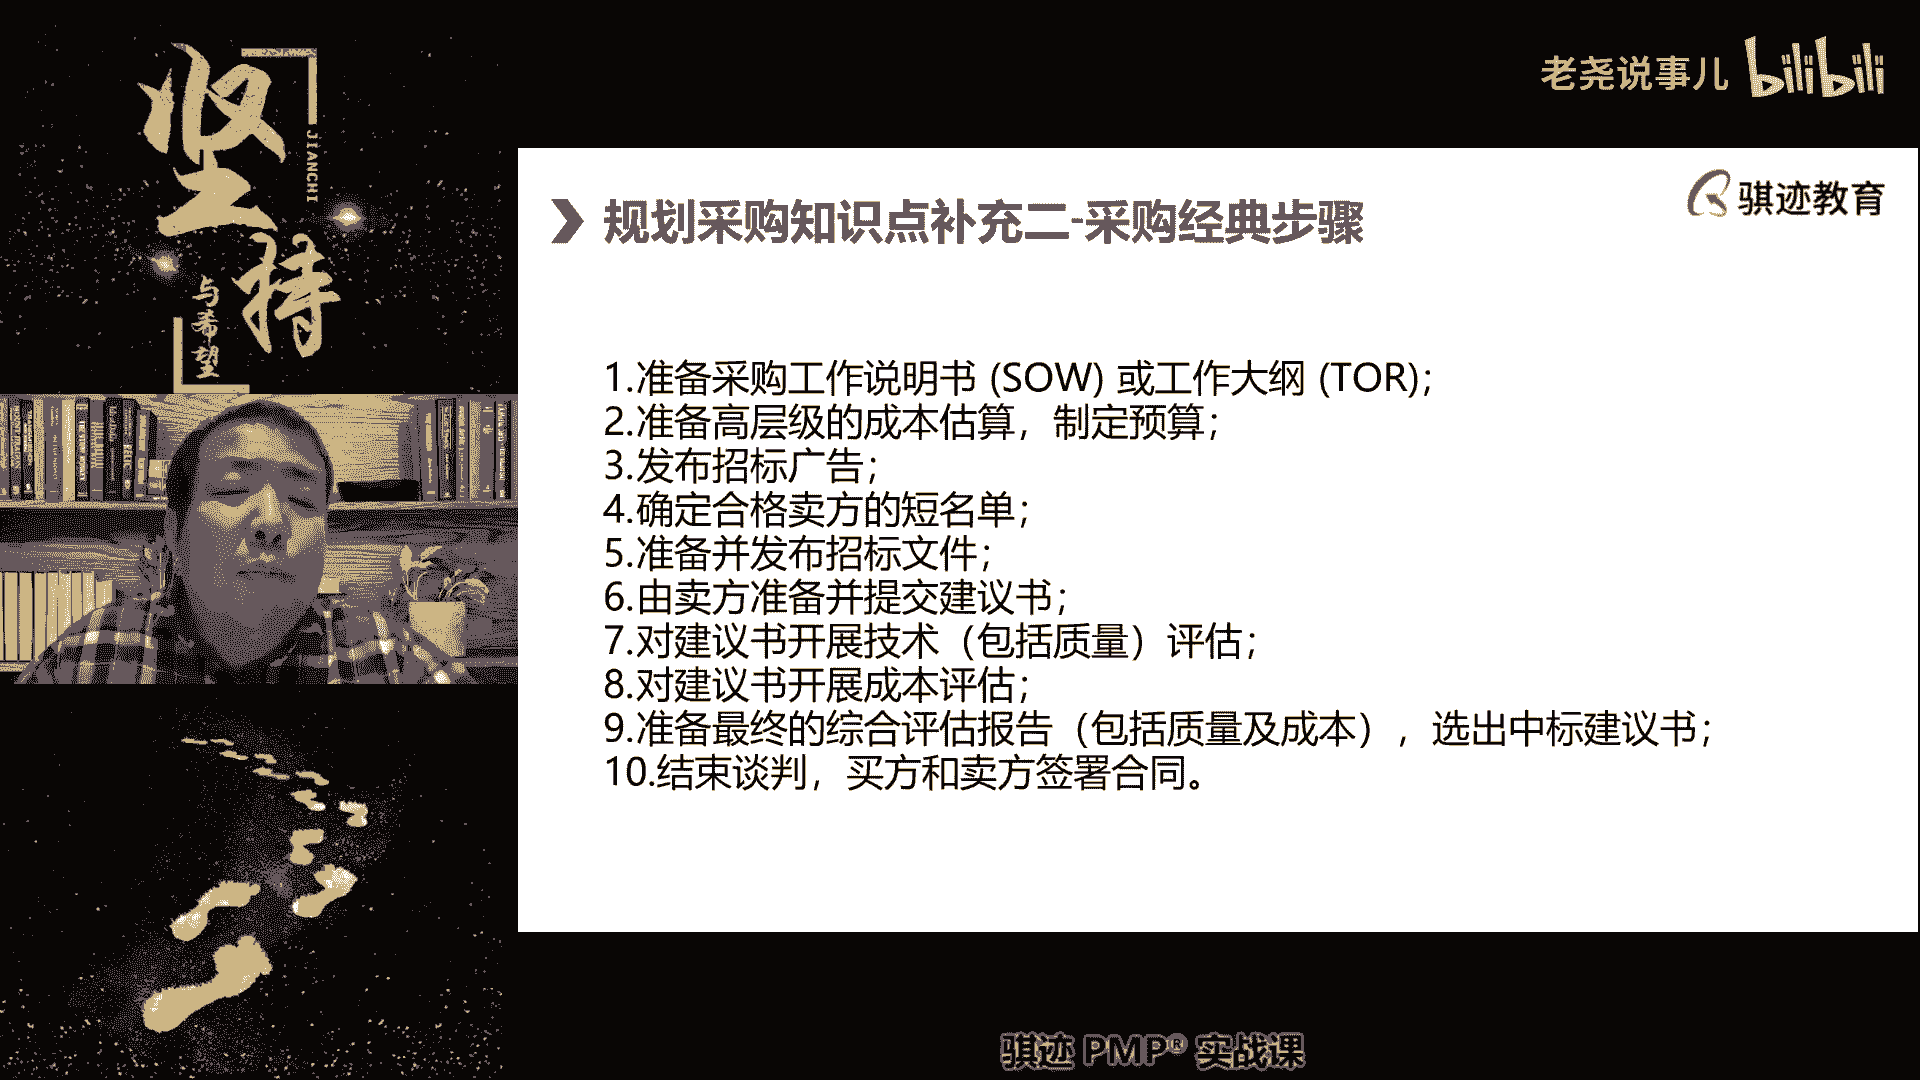 坚持
JIANCHI
与希望
老尧说事儿 bilibili
骐迹教育
规划采购知识点补充二-采购经典步骤
1.准备采购工作说明书 (SOW) 或工作大纲 (TOR)；
2.准备高层级的成本估算，制定预算；
3.发布招标广告；
4.确定合格卖方的短名单；
5.准备并发布招标文件；
6.由卖方准备并提交建议书；
7.对建议书开展技术（包括质量）评估；
8.对建议书开展成本评估；
9.准备最终的综合评估报告（包括质量及成本），选出中标建议书；
10.结束谈判，买方和卖方签署合同。
骐迹 PMP® 实战课